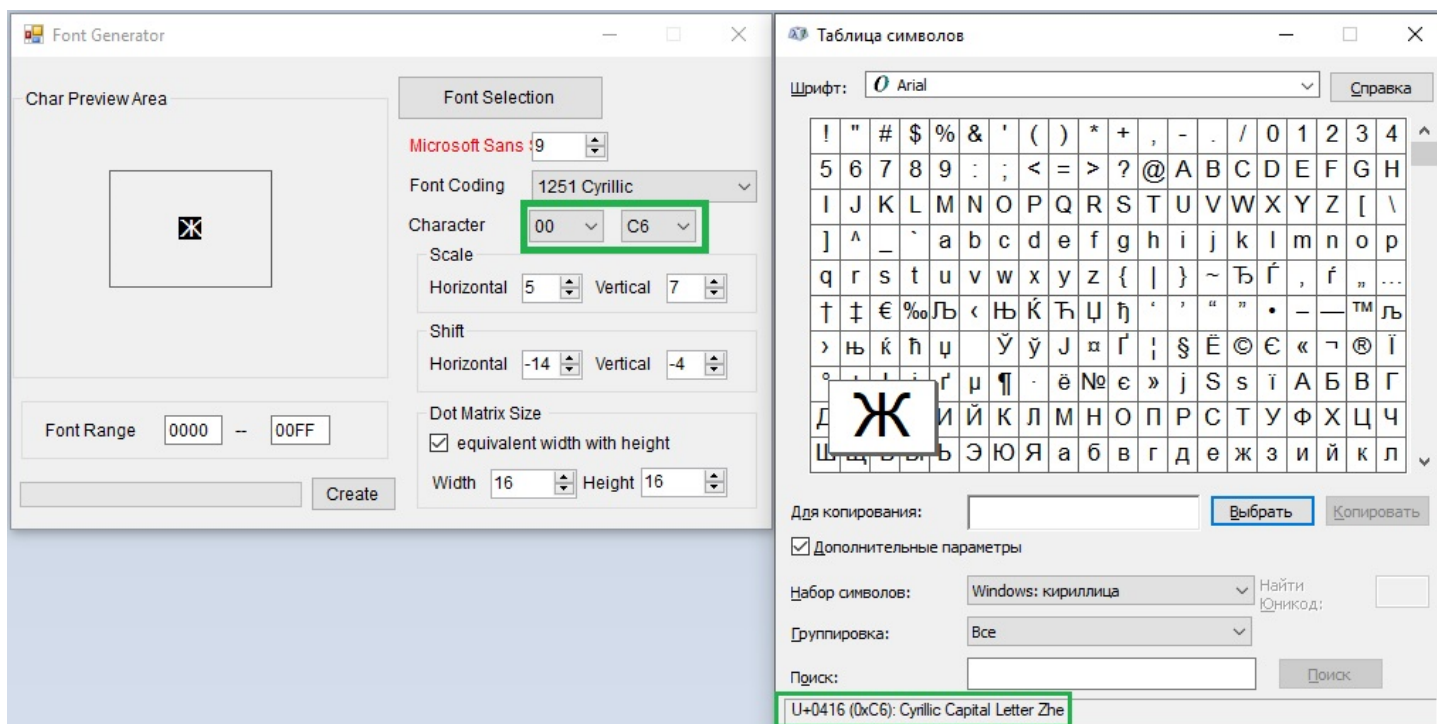 Font Generator
Char Preview Area
Ж
Font Range 0000 -- 00FF
Create
Font Selection
Microsoft Sans 9
Font Coding 1251 Cyrillic
Character 00 C6
Scale
Horizontal 5 Vertical 7
Shift
Horizontal -14 Vertical -4
Dot Matrix Size
equivalent width with height
Width 16 Height 16
Таблица символов
Шрифт: O Arial Справка
! " # $ % & ' ( ) * + , - . / 0 1 2 3 4
5 6 7 8 9 : ; < = > ? @ A B C D E F G H
I J K L M N O P Q R S T U V W X Y Z [ \
] ^ _ ` a b c d e f g h i j k l m n o p
q r s t u v w x y z { | } ~ Ђ Ѓ ‚ ѓ „ …
† ‡ € ‰ Љ ‹ Њ Ќ Ћ Џ ђ ‘ ’ “ ” • – — ™ љ
› њ ќ ћ џ Ў ў Ј ¤ Ґ ¦ § Ё © Є « ¬ ® Ї
ґ µ ¶ · ё № є » ј Ѕ ѕ ї А Б В Г
Ж
Д И Й К Л М Н О П Р С Т У Ф Х Ц Ч
Ш Щ Ъ Ы Ь Э Ю Я а б в г д е ж з и й к л
Для копирования: Выбрать Копировать
Дополнительные параметры
Набор символов: Windows: кириллица Найти Юникод:
Группировка: Все
Поиск: Поиск
U+0416 (0xC6): Cyrillic Capital Letter Zhe